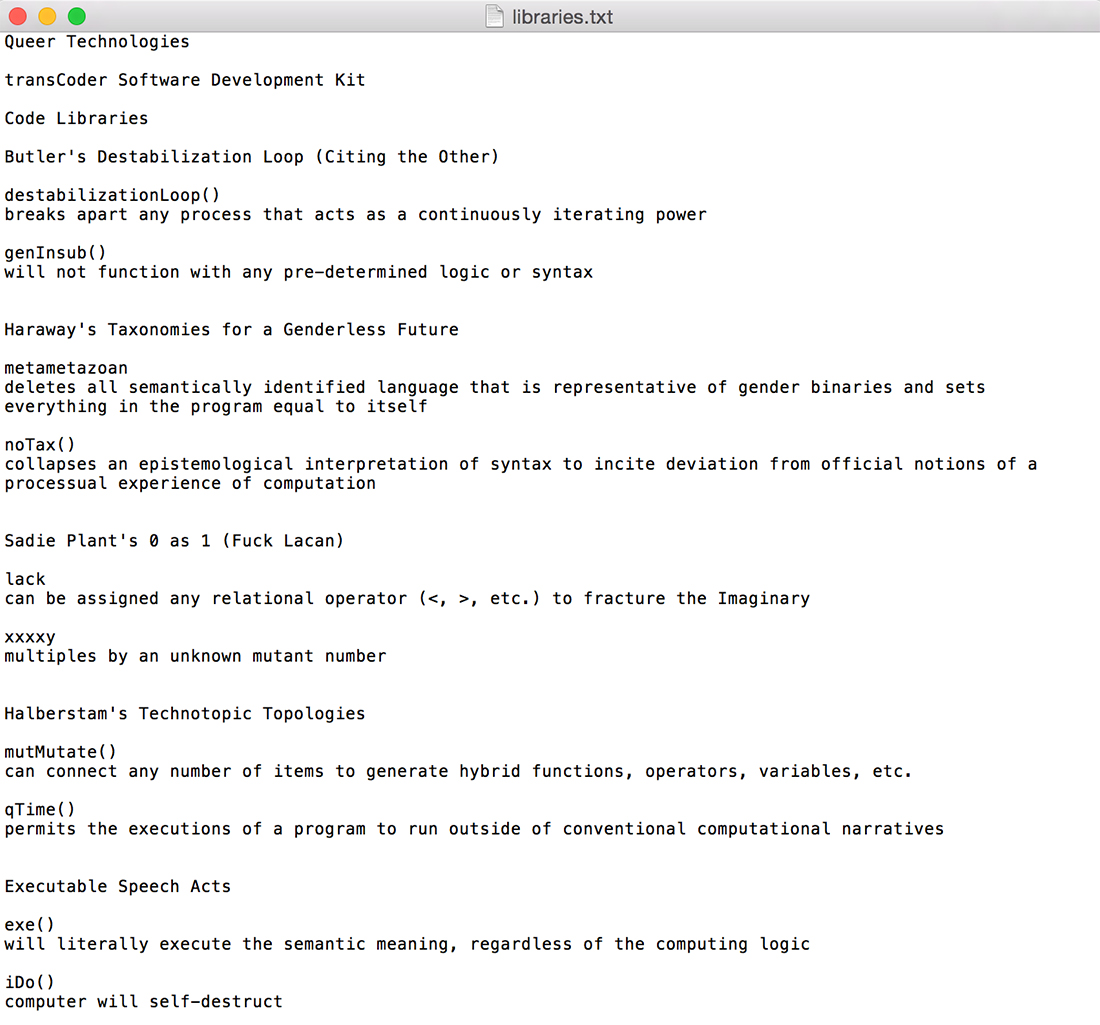 libraries.txt
Queer Technologies
transCoder Software Development Kit
Code Libraries
Butler's Destabilization Loop (Citing the Other)
destabilizationLoop()
breaks apart any process that acts as a continuously iterating power
genInsub()
will not function with any pre-determined logic or syntax
Haraway's Taxonomies for a Genderless Future
metametazoan
deletes all semantically identified language that is representative of gender binaries and sets
everything in the program equal to itself
noTax()
collapses an epistemological interpretation of syntax to incite deviation from official notions of a
processual experience of computation
Sadie Plant's 0 as 1 (Fuck Lacan)
lack
can be assigned any relational operator (<, >, etc.) to fracture the Imaginary
xxxxy
multiples by an unknown mutant number
Halberstam's Technotopic Topologies
mutMutate()
can connect any number of items to generate hybrid functions, operators, variables, etc.
qTime()
permits the executions of a program to run outside of conventional computational narratives
Executable Speech Acts
exe()
will literally execute the semantic meaning, regardless of the computing logic
iDo()
computer will self-destruct